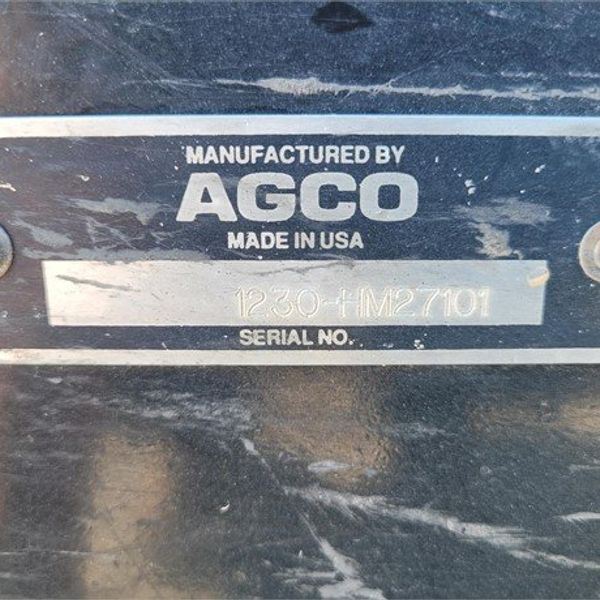 MANUFACTURED BY
AGCO
MADE IN USA
1230-HM27101
SERIAL NO.